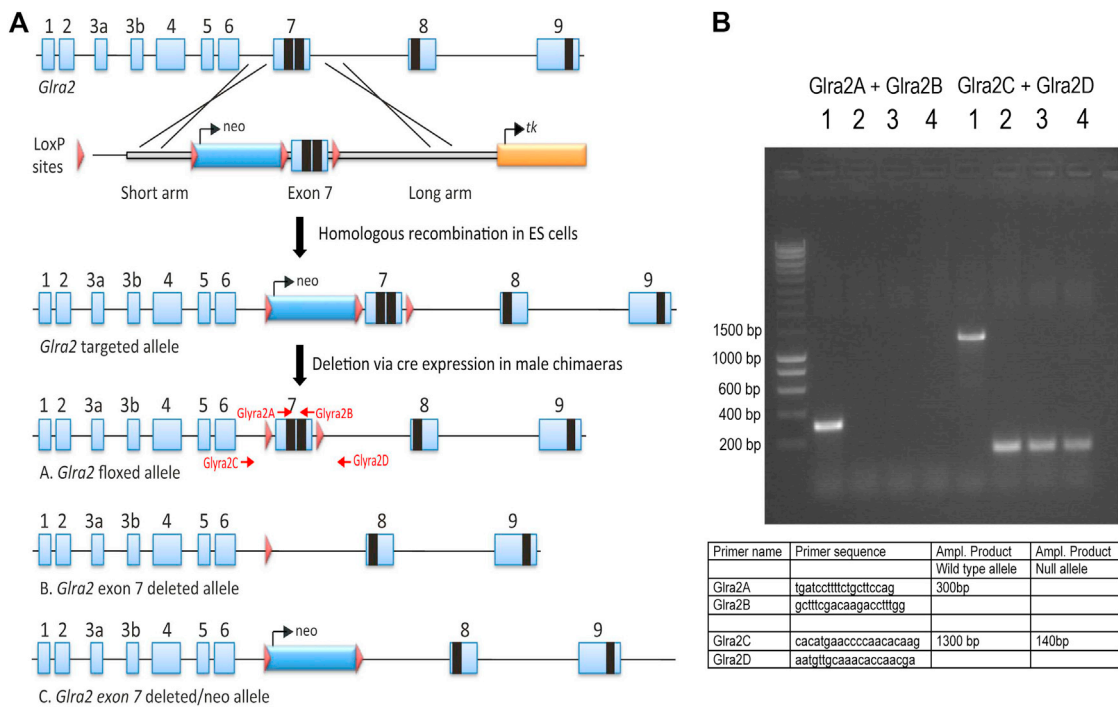 A
1 2 3a 3b 4 5 6 7 8 9
Glra2
LoxP
sites
neo
tk
Short arm Exon 7 Long arm
Homologous recombination in ES cells
1 2 3a 3b 4 5 6 neo 7 8 9
Glra2 targeted allele
Deletion via cre expression in male chimaeras
1 2 3a 3b 4 5 6 7 8 9
Glyra2A Glyra2B
Glyra2C Glyra2D
A. Glra2 floxed allele
1 2 3a 3b 4 5 6 8 9
B. Glra2 exon 7 deleted allele
1 2 3a 3b 4 5 6 neo 8 9
C. Glra2 exon 7 deleted/neo allele
B
Glra2A + Glra2B Glra2C + Glra2D
1 2 3 4 1 2 3 4
1500 bp
1000 bp
600 bp
400 bp
200 bp
Primer name Primer sequence Ampl. Product Ampl. Product
Wild type allele Null allele
Glra2A tgatcctttttctgcttccag 300bp
Glra2B gctttcgacaagacctttgg
Glra2C cacatgaaccccaacacaag 1300 bp 140bp
Glra2D aatgttgcaaacaccaacga